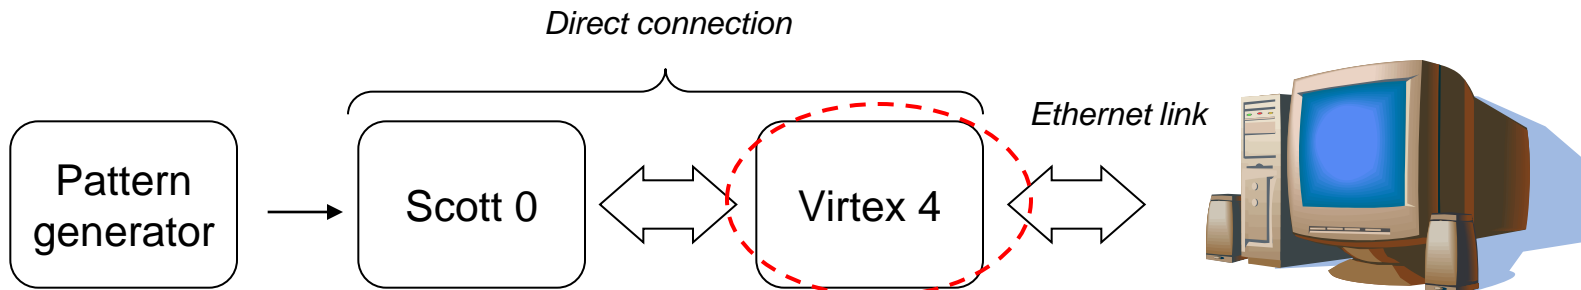 Direct connection
Ethernet link
Pattern
generator
Scott 0
Virtex 4